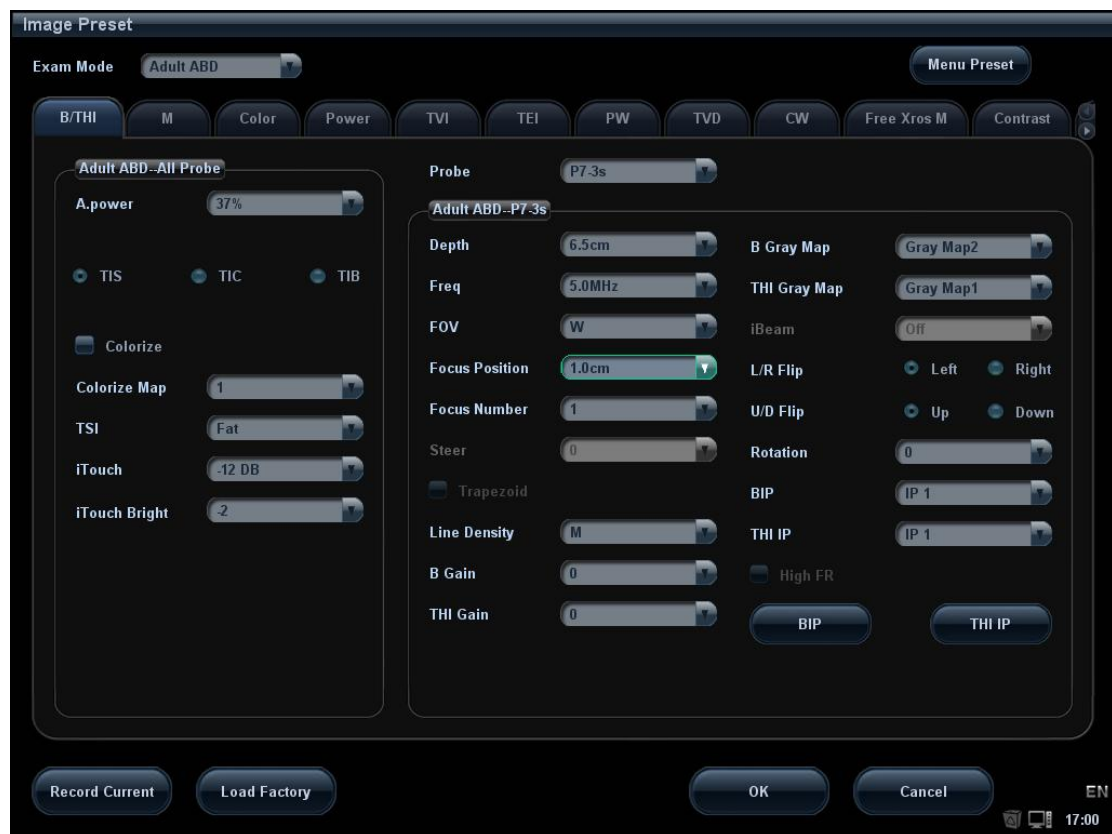 Image Preset
Exam Mode Adult ABD Menu Preset
B/THI M Color Power TVI TEI PW TVD CW Free Xros M Contrast
Adult ABD--All Probe
A.power 37%
TIS TIC TIB
Colorize
Colorize Map 1
TSI Fat
iTouch -12 DB
iTouch Bright -2
Probe P7-3s
Adult ABD--P7-3s
Depth 6.5cm
Freq 5.0MHz
FOV W
Focus Position 1.0cm
Focus Number 1
Steer 0
Trapezoid
Line Density M
B Gain 0
THI Gain 0
B Gray Map Gray Map2
THI Gray Map Gray Map1
iBeam Off
L/R Flip Left Right
U/D Flip Up Down
Rotation 0
BIP IP 1
THI IP IP 1
High FR
BIP THI IP
Record Current Load Factory OK Cancel EN
17:00